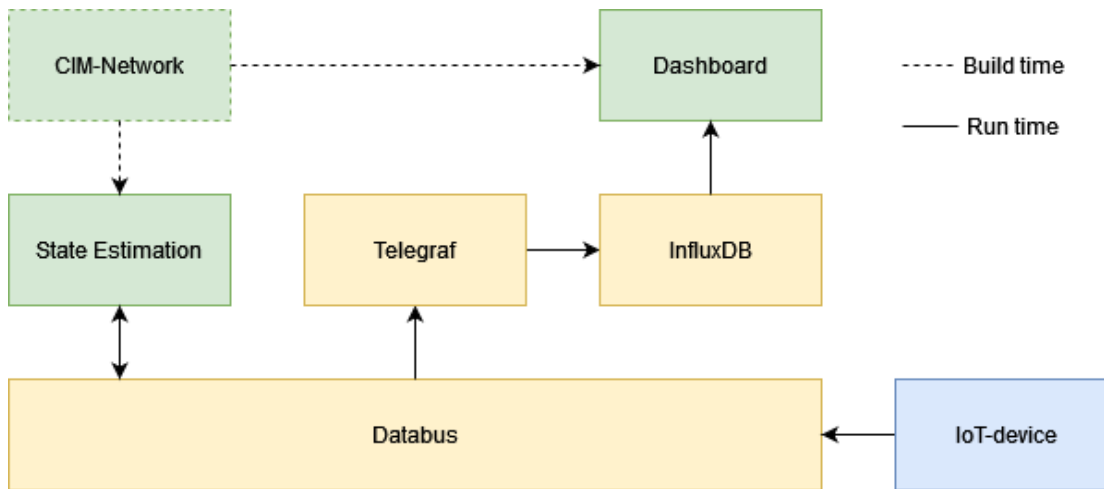 CIM-Network
Dashboard
Build time
Run time
State Estimation
Telegraf
InfluxDB
Databus
IoT-device